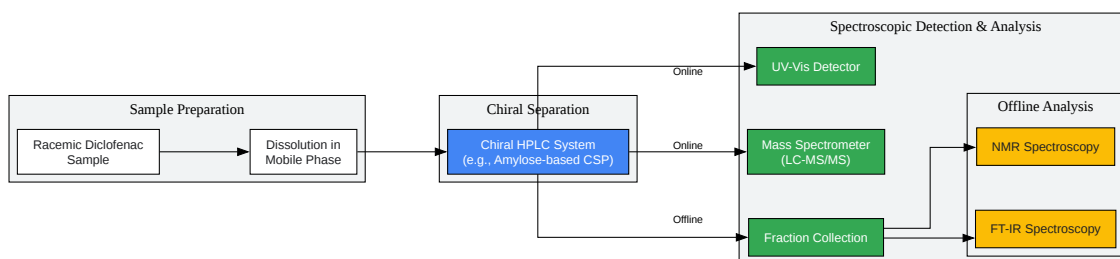 Spectroscopic Detection & Analysis
UV-Vis Detector
Online
Sample Preparation
Chiral Separation
Offline Analysis
Racemic Diclofenac
Sample
Dissolution in
Mobile Phase
Chiral HPLC System
(e.g., Amylose-based CSP)
Online
Mass Spectrometer
(LC-MS/MS)
NMR Spectroscopy
Offline
Fraction Collection
FT-IR Spectroscopy